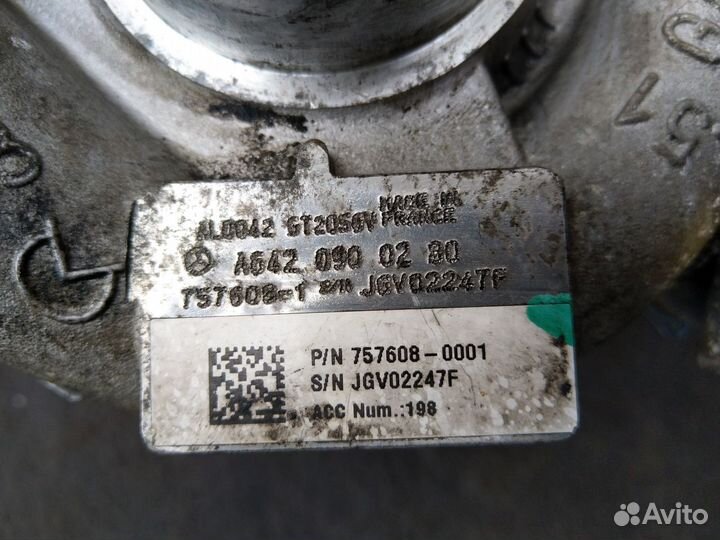 AL0042 GT2056V MADE IN FRANCE
A642 090 02 80
757608-1 S/N JGV02247F
P/N 757608-0001
S/N JGV02247F
ACC Num.:198
Avito